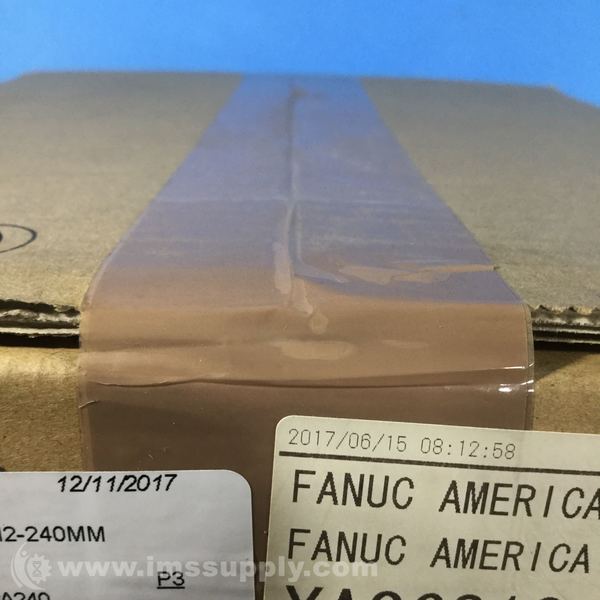 2017/06/15 08:12:58
FANUC AMERICA
FANUC AMERICA
12/11/2017
2-240MM
P3
www.imssupply.com